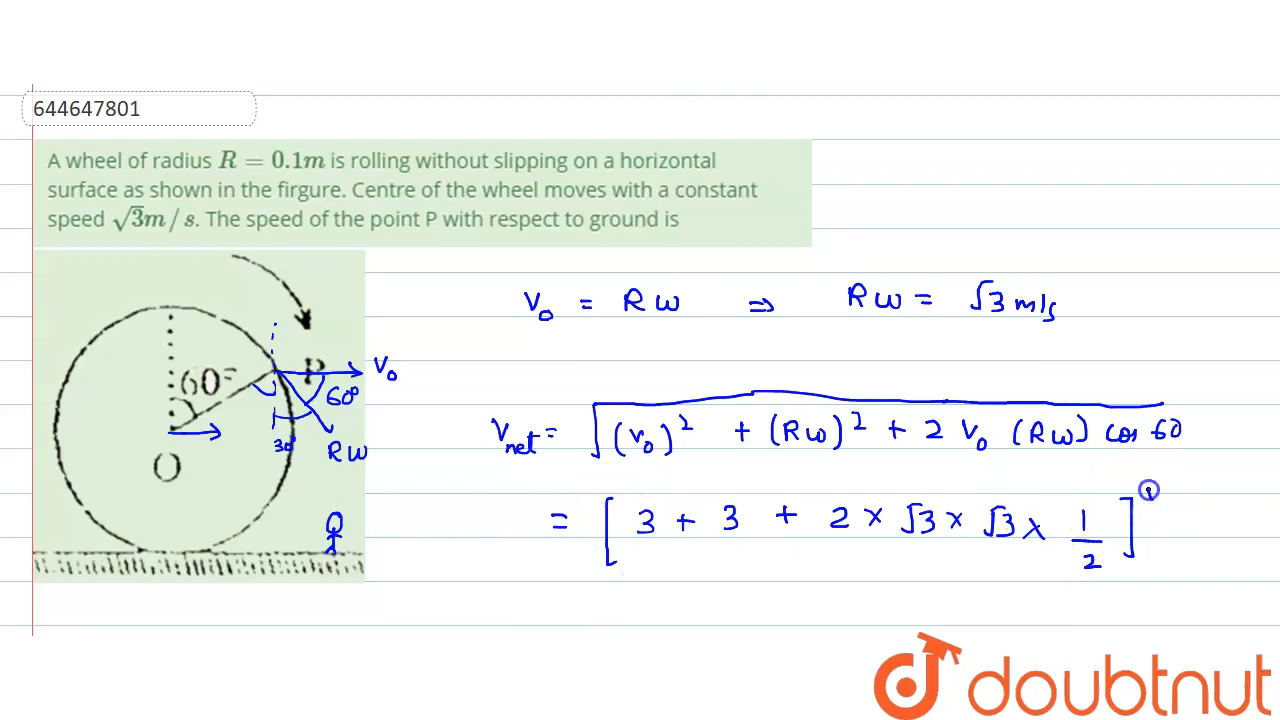 644647801
A wheel of radius R = 0.1m is rolling without slipping on a horizontal
surface as shown in the firgure. Centre of the wheel moves with a constant
speed √3m/s. The speed of the point P with respect to ground is
V₀ = Rω ⇒ Rω = √3 m/s
60°
P
V₀
60°
30°
Rω
O
Vnet = √(V₀)² + (Rω)² + 2 V₀ (Rω) cos 60
= [3 + 3 + 2 × √3 × √3 × 1/2]
doubtnut